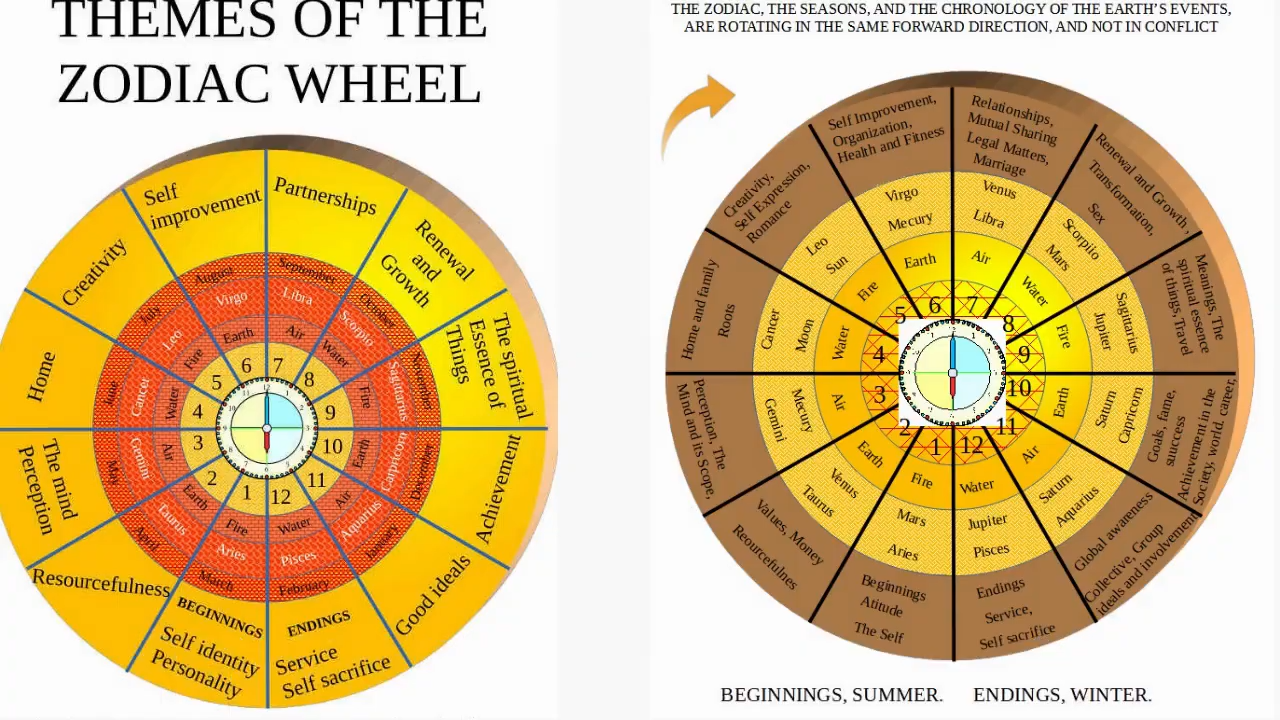 THEMES OF THE
ZODIAC WHEEL
Self
improvement
Partnerships
Renewal
and
Growth
The spiritual
Essence of
Things
Achievement
Good ideals
ENDINGS
Service
Self sacrifice
BEGINNINGS
Self identity
Personality
Resourcefulness
The mind
Perception
Home
Creativity
August
September
October
November
December
January
February
March
April
May
June
July
Virgo
Libra
Scorpio
Sagittarius
Capricorn
Aquarius
Pisces
Aries
Taurus
Gemini
Cancer
Leo
Earth
Air
Water
Fire
Earth
Air
Water
Fire
Earth
Air
Water
Fire
6
7
8
9
10
11
12
1
2
3
4
5
THE ZODIAC, THE SEASONS, AND THE CHRONOLOGY OF THE EARTH'S EVENTS,
ARE ROTATING IN THE SAME FORWARD DIRECTION, AND NOT IN CONFLICT
Self Improvement,
Organization,
Health and Fitness
Relationships,
Mutual Sharing
Legal Matters,
Marriage
Renewal and Growth,
Transformation,
Sex
Meanings, The
spiritual essence
of things, Travel
Goals, fame,
suuccess
Achievement in the
Society, world. career,
Global awareness
Collective, Group
ideals and involvement
Endings
Service,
Self sacrifice
Beginnings
Atitude
The Self
Values, Money
Reourcefulnes
Perception, The
Mind and its Scope,
Home and family
Roots
Creativity,
Self Expression,
Romance
Virgo
Mecury
Venus
Libra
Scorpilo
Mars
Sagittarius
Jupiter
Saturn
Capricorn
Saturn
Aquarius
Jupiter
Pisces
Mars
Aries
Venus
Taurus
Mecury
Gemini
Cancer
Moon
Leo
Sun
Earth
Air
Water
Fire
Earth
Air
Water
Fire
Earth
Air
Water
Fire
6
7
8
9
10
11
12
1
2
3
4
5
BEGINNINGS, SUMMER. ENDINGS, WINTER.